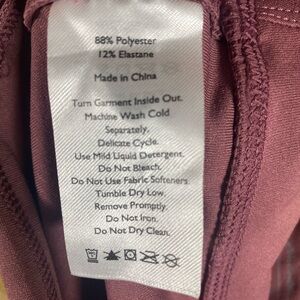 88% Polyester
12% Elastane
Made in China
Turn Garment Inside Out.
Machine Wash Cold
Separately.
Delicate Cycle.
Use Mild Liquid Detergent.
Do Not Bleach.
Do Not Use Fabric Softeners.
Tumble Dry Low.
Remove Promptly.
Do Not Iron.
Do Not Dry Clean.